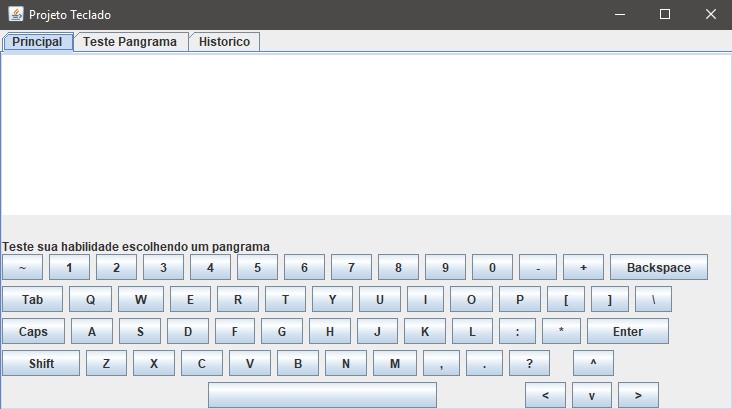 Projeto Teclado
Principal Teste Pangrama Historico
Teste sua habilidade escolhendo um pangrama
~ 1 2 3 4 5 6 7 8 9 0 - + Backspace
Tab Q W E R T Y U I O P [ ] \
Caps A S D F G H J K L : * Enter
Shift Z X C V B N M , . ? ^
< v >